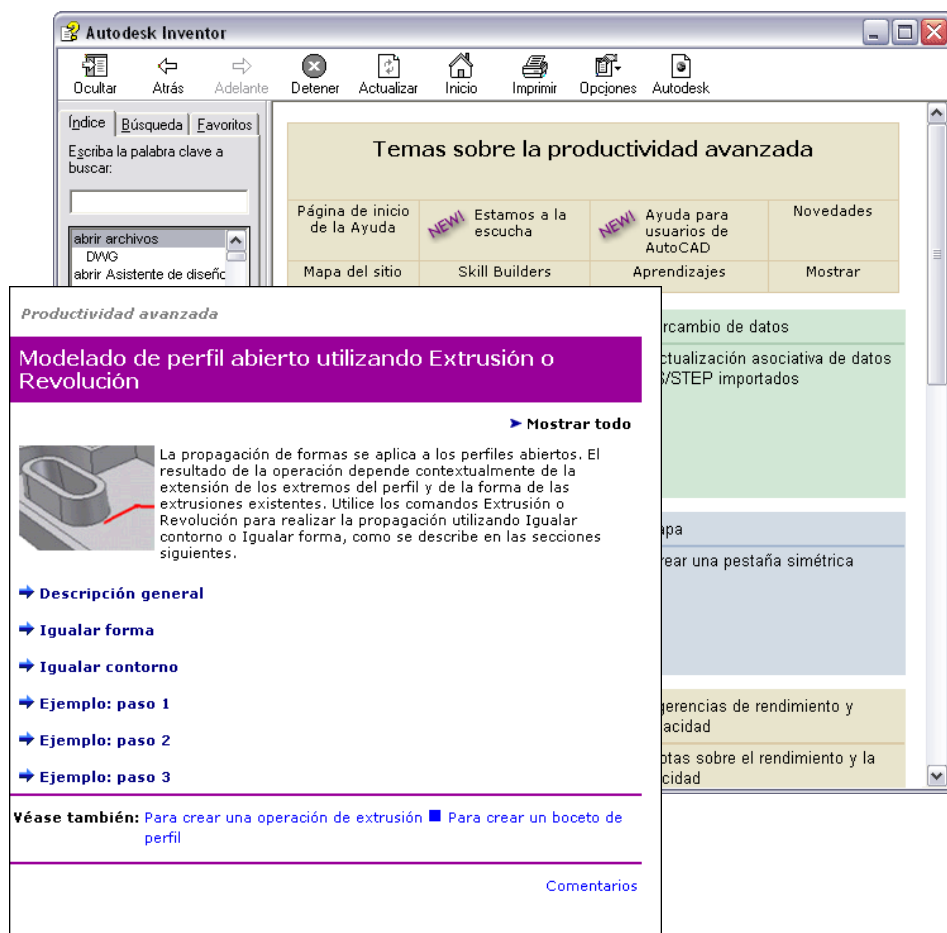 Autodesk Inventor
Ocultar Atrás Adelante Detener Actualizar Inicio Imprimir Opciones Autodesk
Índice Búsqueda Favoritos
Escriba la palabra clave a
buscar:
abrir archivos
DWG
abrir Asistente de diseño
Temas sobre la productividad avanzada
Página de inicio
de la Ayuda
NEW! Estamos a la
escucha
NEW! Ayuda para
usuarios de
AutoCAD
Novedades
Mapa del sitio Skill Builders Aprendizajes Mostrar
rcambio de datos
ctualización asociativa de datos
S/STEP importados
apa
rear una pestaña simétrica
gerencias de rendimiento y
acidad
otas sobre el rendimiento y la
cidad
Productividad avanzada
Modelado de perfil abierto utilizando Extrusión o
Revolución
Mostrar todo
La propagación de formas se aplica a los perfiles abiertos. El
resultado de la operación depende contextualmente de la
extensión de los extremos del perfil y de la forma de las
extrusiones existentes. Utilice los comandos Extrusión o
Revolución para realizar la propagación utilizando Igualar
contorno o Igualar forma, como se describe en las secciones
siguientes.
Descripción general
Igualar forma
Igualar contorno
Ejemplo: paso 1
Ejemplo: paso 2
Ejemplo: paso 3
Véase también: Para crear una operación de extrusión ■ Para crear un boceto de
perfil
Comentarios